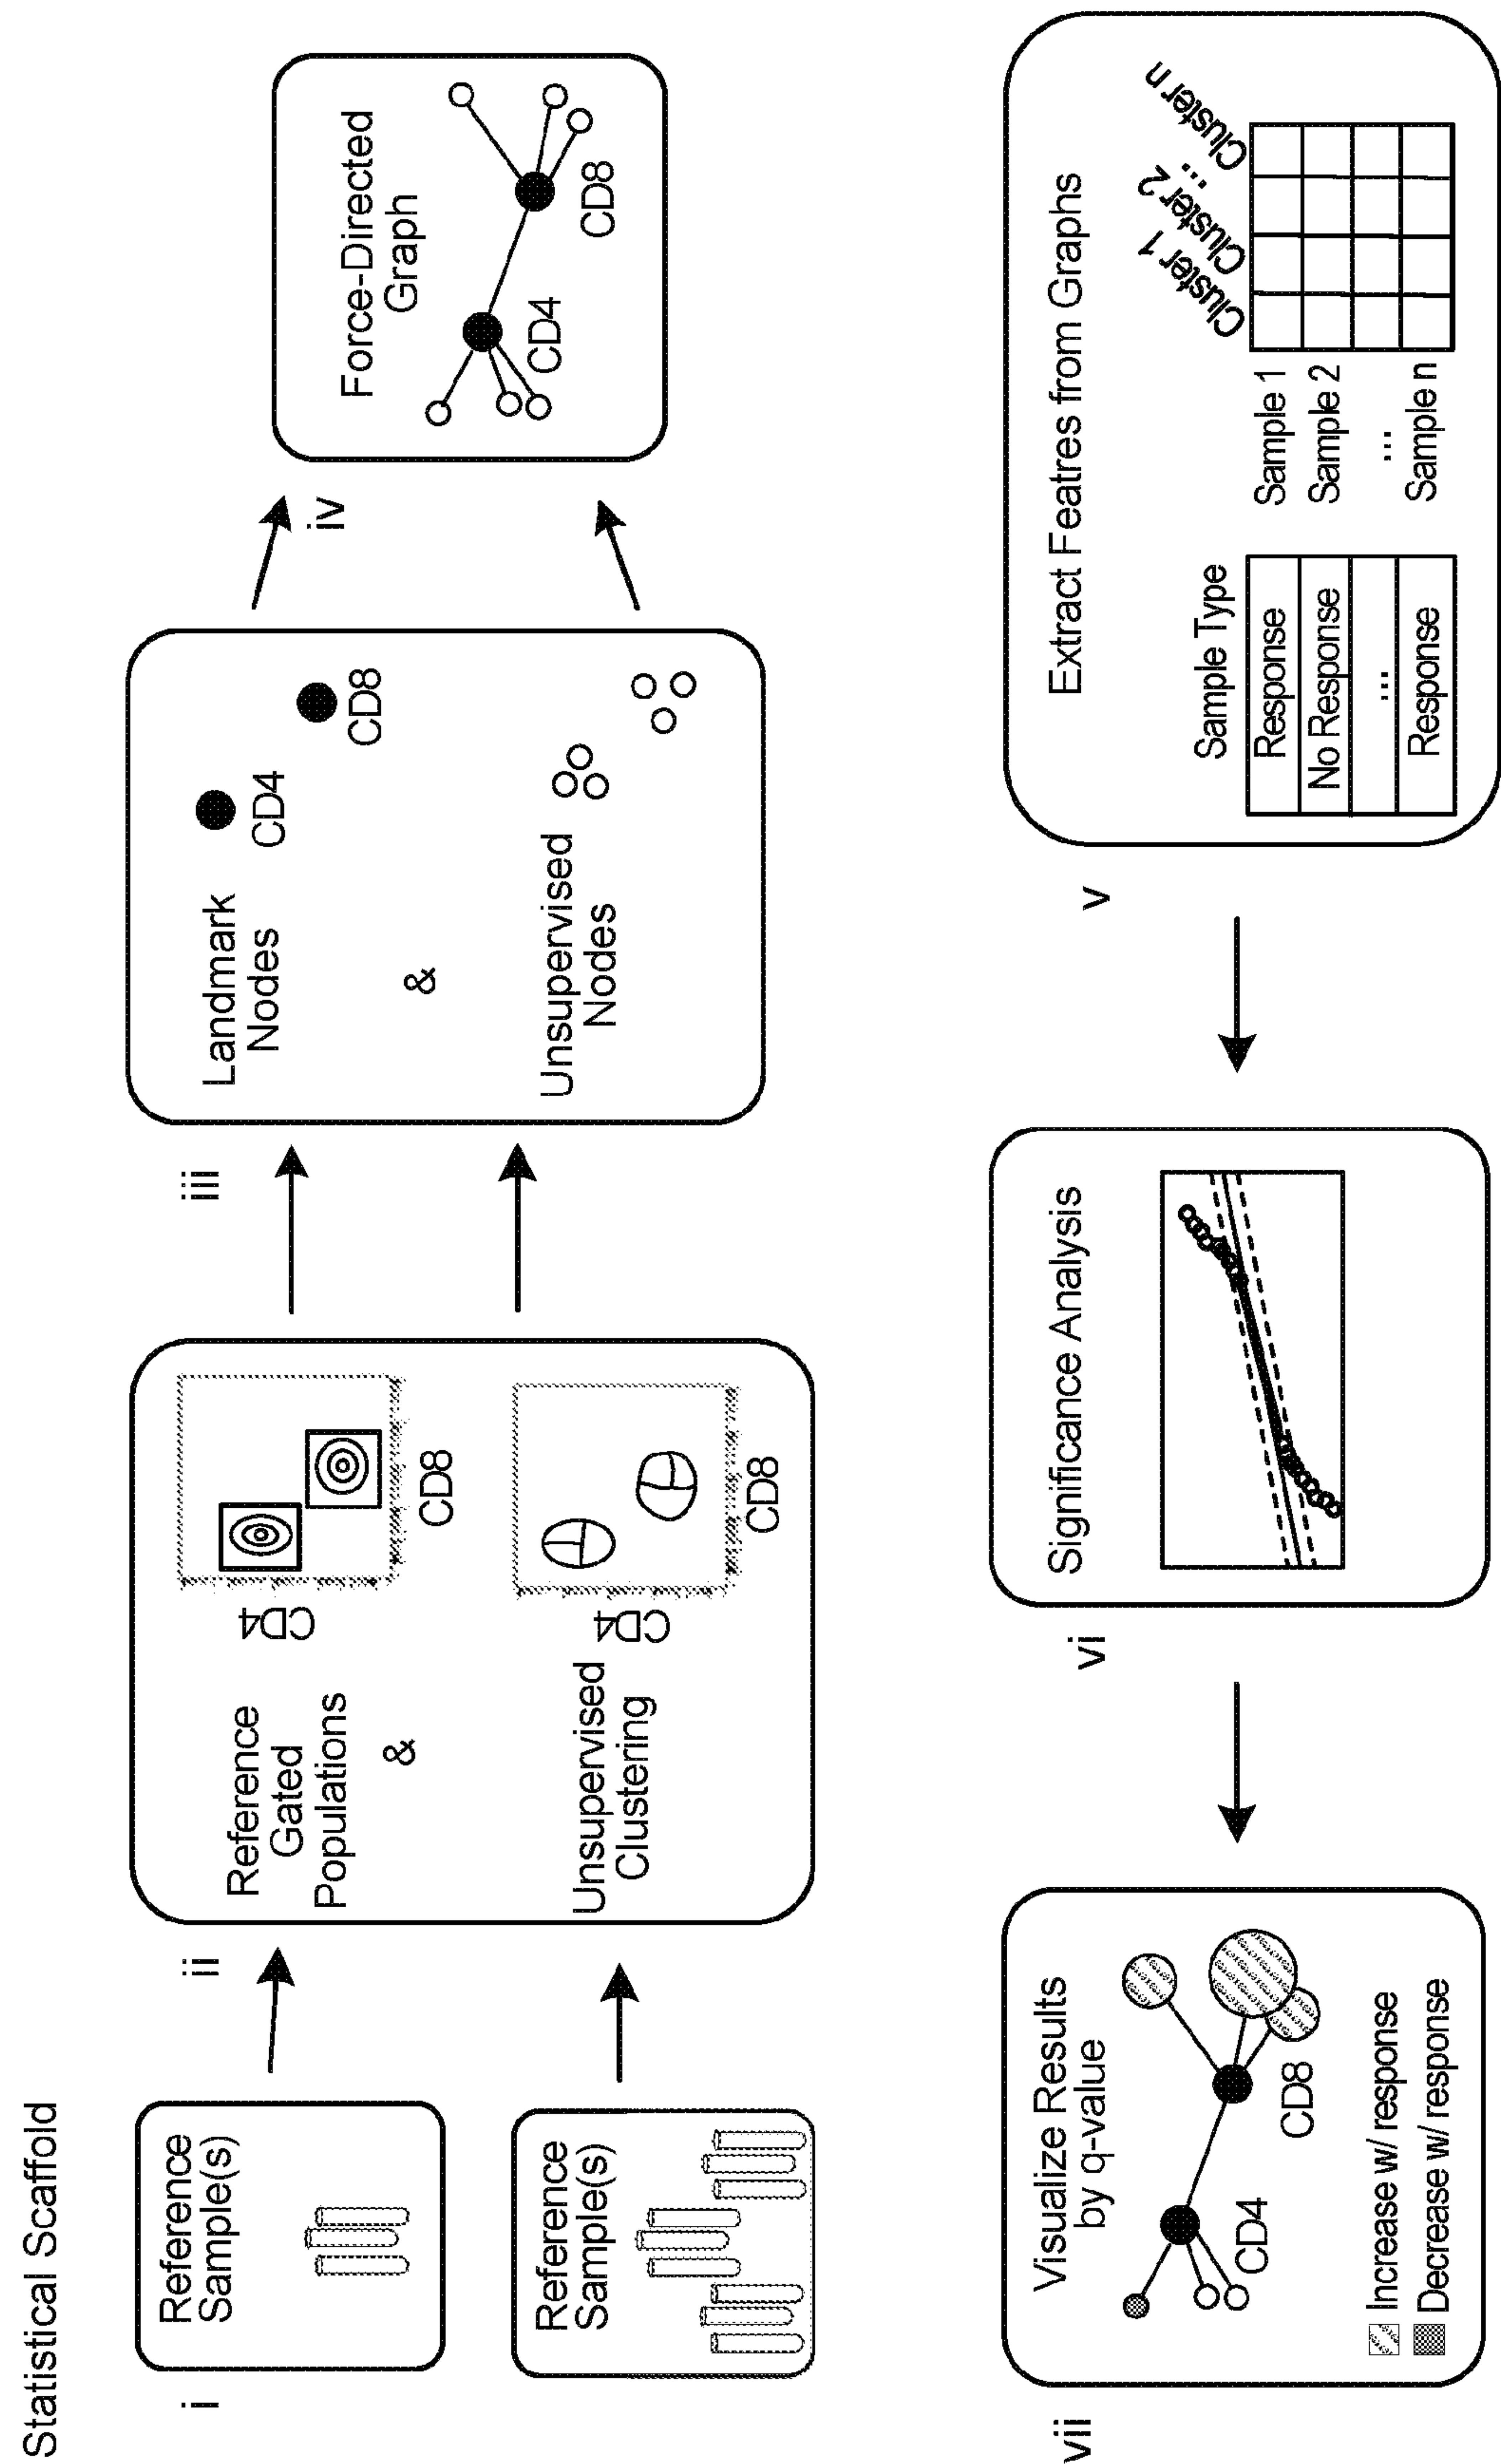 Statistical Scaffold
i
Reference
Sample(s)
Reference
Sample(s)
ii
Reference
Gated
Populations
&
Unsupervised
Clustering
CD4
CD8
CD4
CD8
iii
Landmark
Nodes
CD4
CD8
&
Unsupervised
Nodes
iv
Force-Directed
Graph
CD4
CD8
v
Extract Featres from Graphs
Sample Type
Response
No Response
...
Response
Cluster 1
Cluster 2
...
Cluster n
Sample 1
Sample 2
...
Sample n
vi
Significance Analysis
vii
Visualize Results
by q-value
CD4
CD8
Increase w/ response
Decrease w/ response